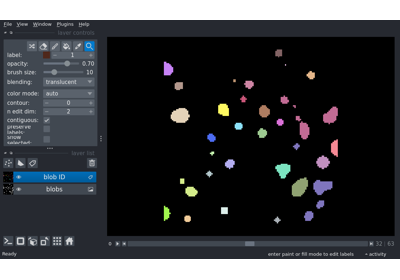 File View Window Plugins Help
layer controls
label: 1
opacity: 0.70
brush size: 10
blending: translucent
color mode: auto
contour: 0
n edit dim: 2
contiguous:
preserve labels:
show selected:
layer list
blob ID
blobs
0 32 63
Ready enter paint or fill mode to edit labels activity